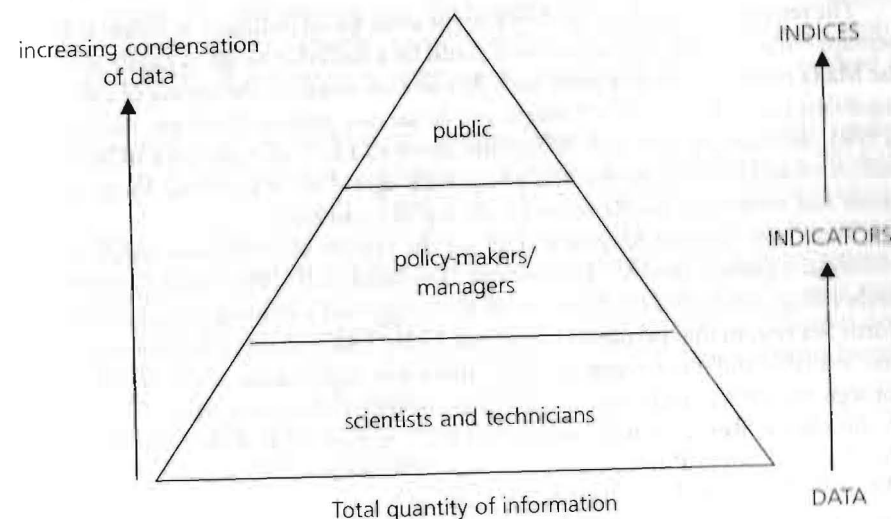 INDICES
increasing condensation
of data
public
INDICATORS
policy-makers/
managers
scientists and technicians
DATA
Total quantity of information